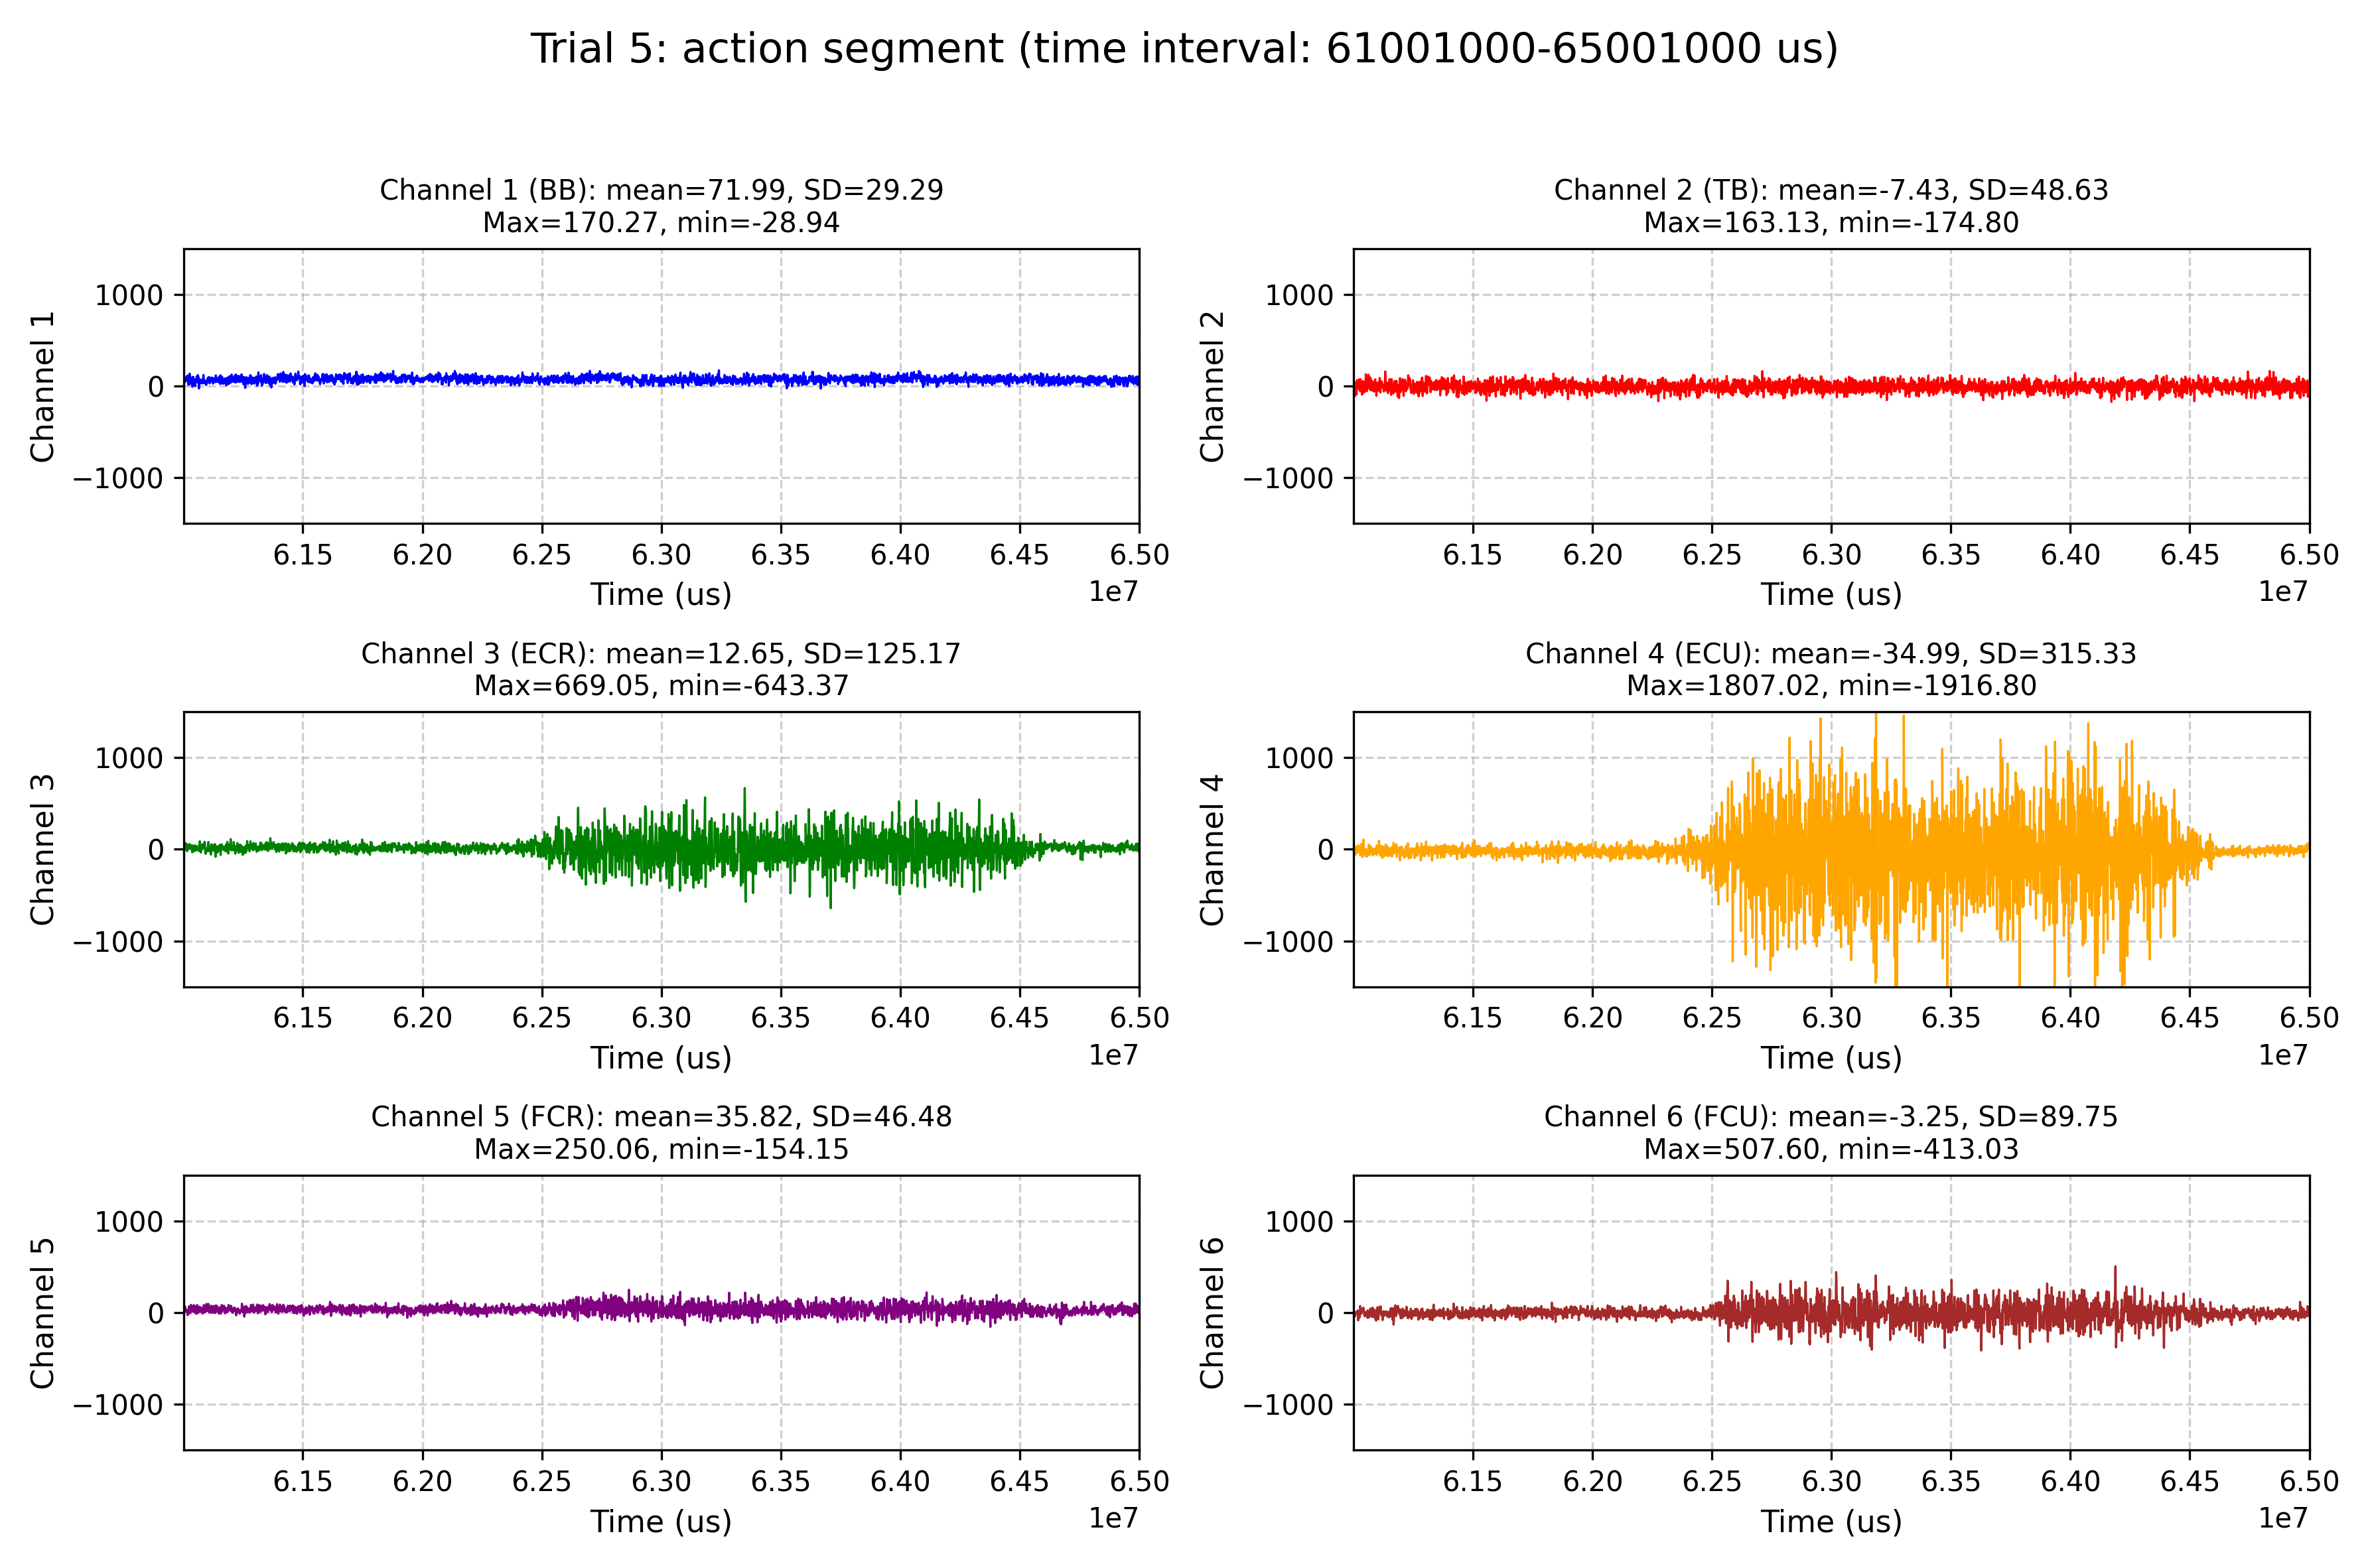 Trial 5: action segment (time interval: 61001000-65001000 us)
Channel 1 (BB): mean=71.99, SD=29.29
Max=170.27, min=-28.94
Channel 1
1000
0
−1000
6.15 6.20 6.25 6.30 6.35 6.40 6.45 6.50
Time (us)
1e7
Channel 2 (TB): mean=-7.43, SD=48.63
Max=163.13, min=-174.80
Channel 2
1000
0
−1000
6.15 6.20 6.25 6.30 6.35 6.40 6.45 6.50
Time (us)
1e7
Channel 3 (ECR): mean=12.65, SD=125.17
Max=669.05, min=-643.37
Channel 3
1000
0
−1000
6.15 6.20 6.25 6.30 6.35 6.40 6.45 6.50
Time (us)
1e7
Channel 4 (ECU): mean=-34.99, SD=315.33
Max=1807.02, min=-1916.80
Channel 4
1000
0
−1000
6.15 6.20 6.25 6.30 6.35 6.40 6.45 6.50
Time (us)
1e7
Channel 5 (FCR): mean=35.82, SD=46.48
Max=250.06, min=-154.15
Channel 5
1000
0
−1000
6.15 6.20 6.25 6.30 6.35 6.40 6.45 6.50
Time (us)
1e7
Channel 6 (FCU): mean=-3.25, SD=89.75
Max=507.60, min=-413.03
Channel 6
1000
0
−1000
6.15 6.20 6.25 6.30 6.35 6.40 6.45 6.50
Time (us)
1e7